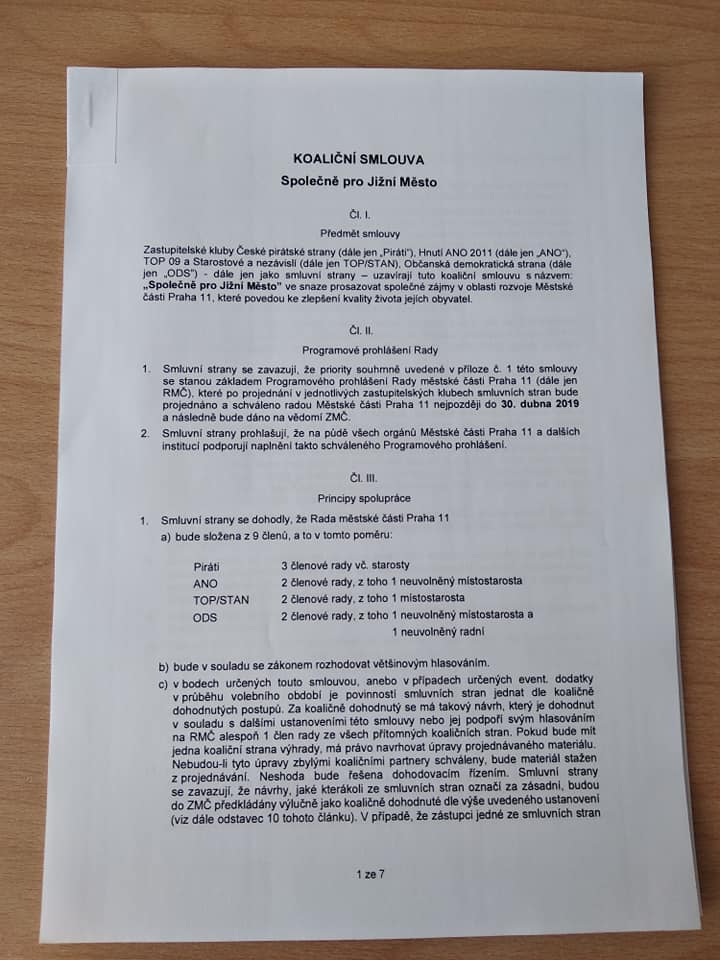 KOALIČNÍ SMLOUVA
Společně pro Jižní Město
Čl. I.
Předmět smlouvy
Zastupitelské kluby České pirátské strany (dále jen „Piráti"), Hnutí ANO 2011 (dále jen „ANO"),
TOP 09 a Starostové a nezávislí (dále jen TOP/STAN), Občanská demokratická strana (dále
jen „ODS") - dále jen jako smluvní strany – uzavírají tuto koaliční smlouvu s názvem:
„Společně pro Jižní Město" ve snaze prosazovat společné zájmy v oblasti rozvoje Městské
části Praha 11, které povedou ke zlepšení kvality života jejích obyvatel.
Čl. II.
Programové prohlášení Rady
1. Smluvní strany se zavazují, že priority souhrnně uvedené v příloze č. 1 této smlouvy
se stanou základem Programového prohlášení Rady městské části Praha 11 (dále jen
RMČ), které po projednání v jednotlivých zastupitelských klubech smluvních stran bude
projednáno a schváleno radou Městské části Praha 11 nejpozději do 30. dubna 2019
a následně bude dáno na vědomí ZMČ.
2. Smluvní strany prohlašují, že na půdě všech orgánů Městské části Praha 11 a dalších
institucí podporují naplnění takto schváleného Programového prohlášení.
Čl. III.
Principy spolupráce
1. Smluvní strany se dohodly, že Rada městské části Praha 11
a) bude složena z 9 členů, a to v tomto poměru:
Piráti 3 členové rady vč. starosty
ANO 2 členové rady, z toho 1 neuvolněný místostarosta
TOP/STAN 2 členové rady, z toho 1 místostarosta
ODS 2 členové rady, z toho 1 neuvolněný místostarosta a
1 neuvolněný radní
b) bude v souladu se zákonem rozhodovat většinovým hlasováním.
c) v bodech určených touto smlouvou, anebo v případech určených event. dodatky
v průběhu volebního období je povinností smluvních stran jednat dle koaličně
dohodnutých postupů. Za koaličně dohodnutý se má takový návrh, který je dohodnut
v souladu s dalšími ustanoveními této smlouvy nebo jej podpoří svým hlasováním
na RMČ alespoň 1 člen rady ze všech přítomných koaličních stran. Pokud bude mít
jedna koaliční strana výhrady, má právo navrhovat úpravy projednávaného materiálu.
Nebudou-li tyto úpravy zbylými koaličními partnery schváleny, bude materiál stažen
z projednávání. Neshoda bude řešena dohodovacím řízením. Smluvní strany
se zavazují, že návrhy, jaké kterákoli ze smluvních stran označí za zásadní, budou
do ZMČ předkládány výlučně jako koaličně dohodnuté dle výše uvedeného ustanovení
(viz dále odstavec 10 tohoto článku). V případě, že zástupci jedné ze smluvních stran
1 ze 7